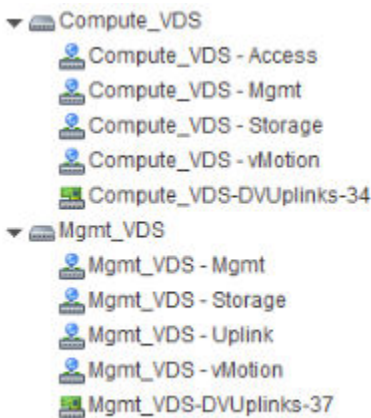 Compute_VDS
Compute_VDS - Access
Compute_VDS - Mgmt
Compute_VDS - Storage
Compute_VDS - vMotion
Compute_VDS-DVUplinks-34
Mgmt_VDS
Mgmt_VDS - Mgmt
Mgmt_VDS - Storage
Mgmt_VDS - Uplink
Mgmt_VDS - vMotion
Mgmt_VDS-DVUplinks-37